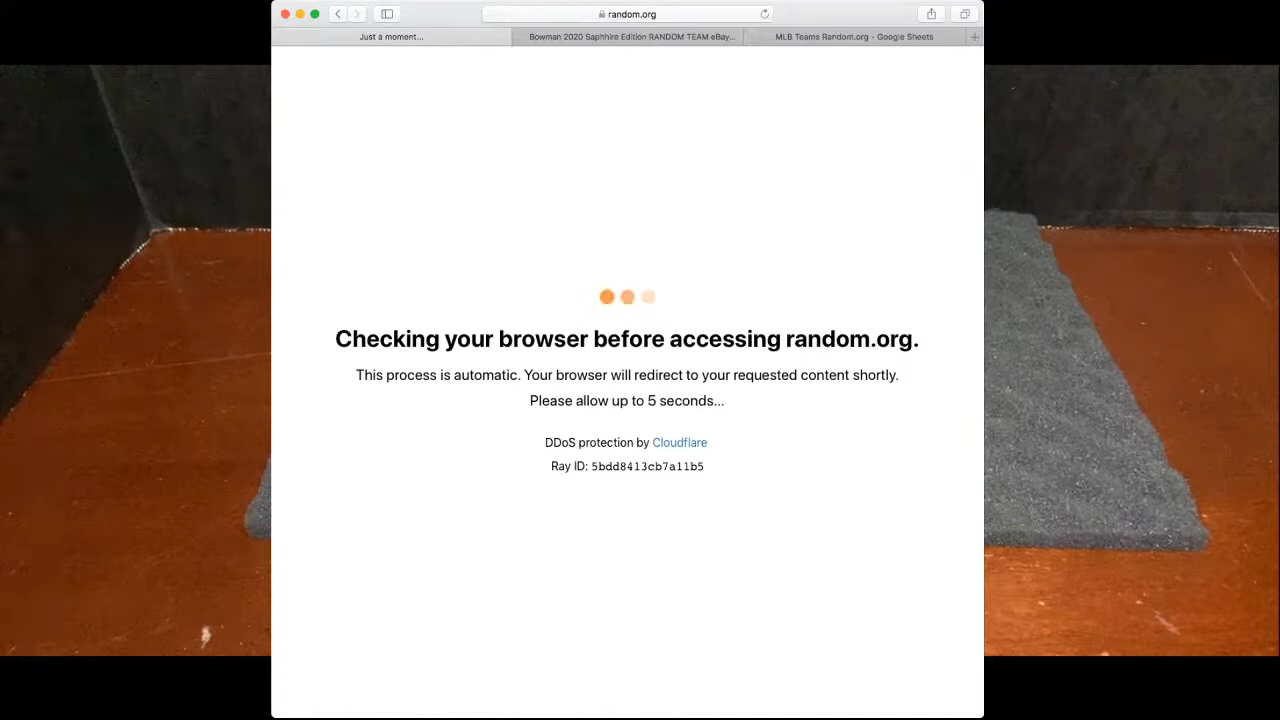 random.org
Just a moment...
Bowman 2020 Saphhire Edition RANDOM TEAM eBay...
MLB Teams Random.org - Google Sheets
Checking your browser before accessing random.org.
This process is automatic. Your browser will redirect to your requested content shortly.
Please allow up to 5 seconds...
DDoS protection by Cloudflare
Ray ID: 5bdd8413cb7a11b5